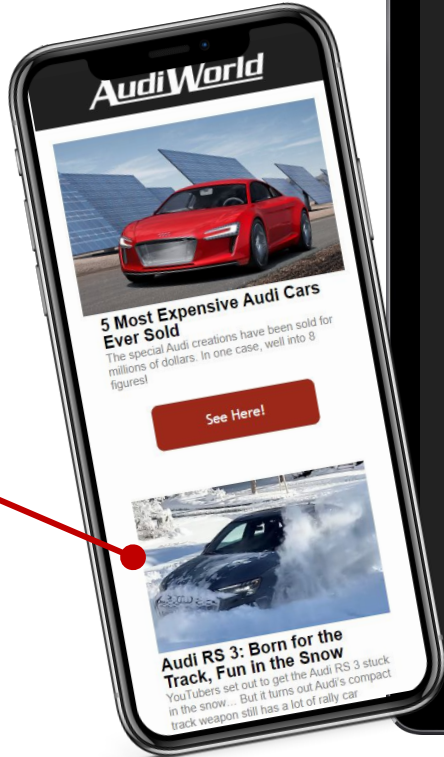 AudiWorld
5 Most Expensive Audi Cars
Ever Sold
The special Audi creations have been sold for
millions of dollars. In one case, well into 8
figures!
See Here!
Audi RS 3: Born for the
Track, Fun in the Snow
YouTubers set out to get the Audi RS 3 stuck
in the snow… But it turns out Audi's compact
track weapon still has a lot of rally car